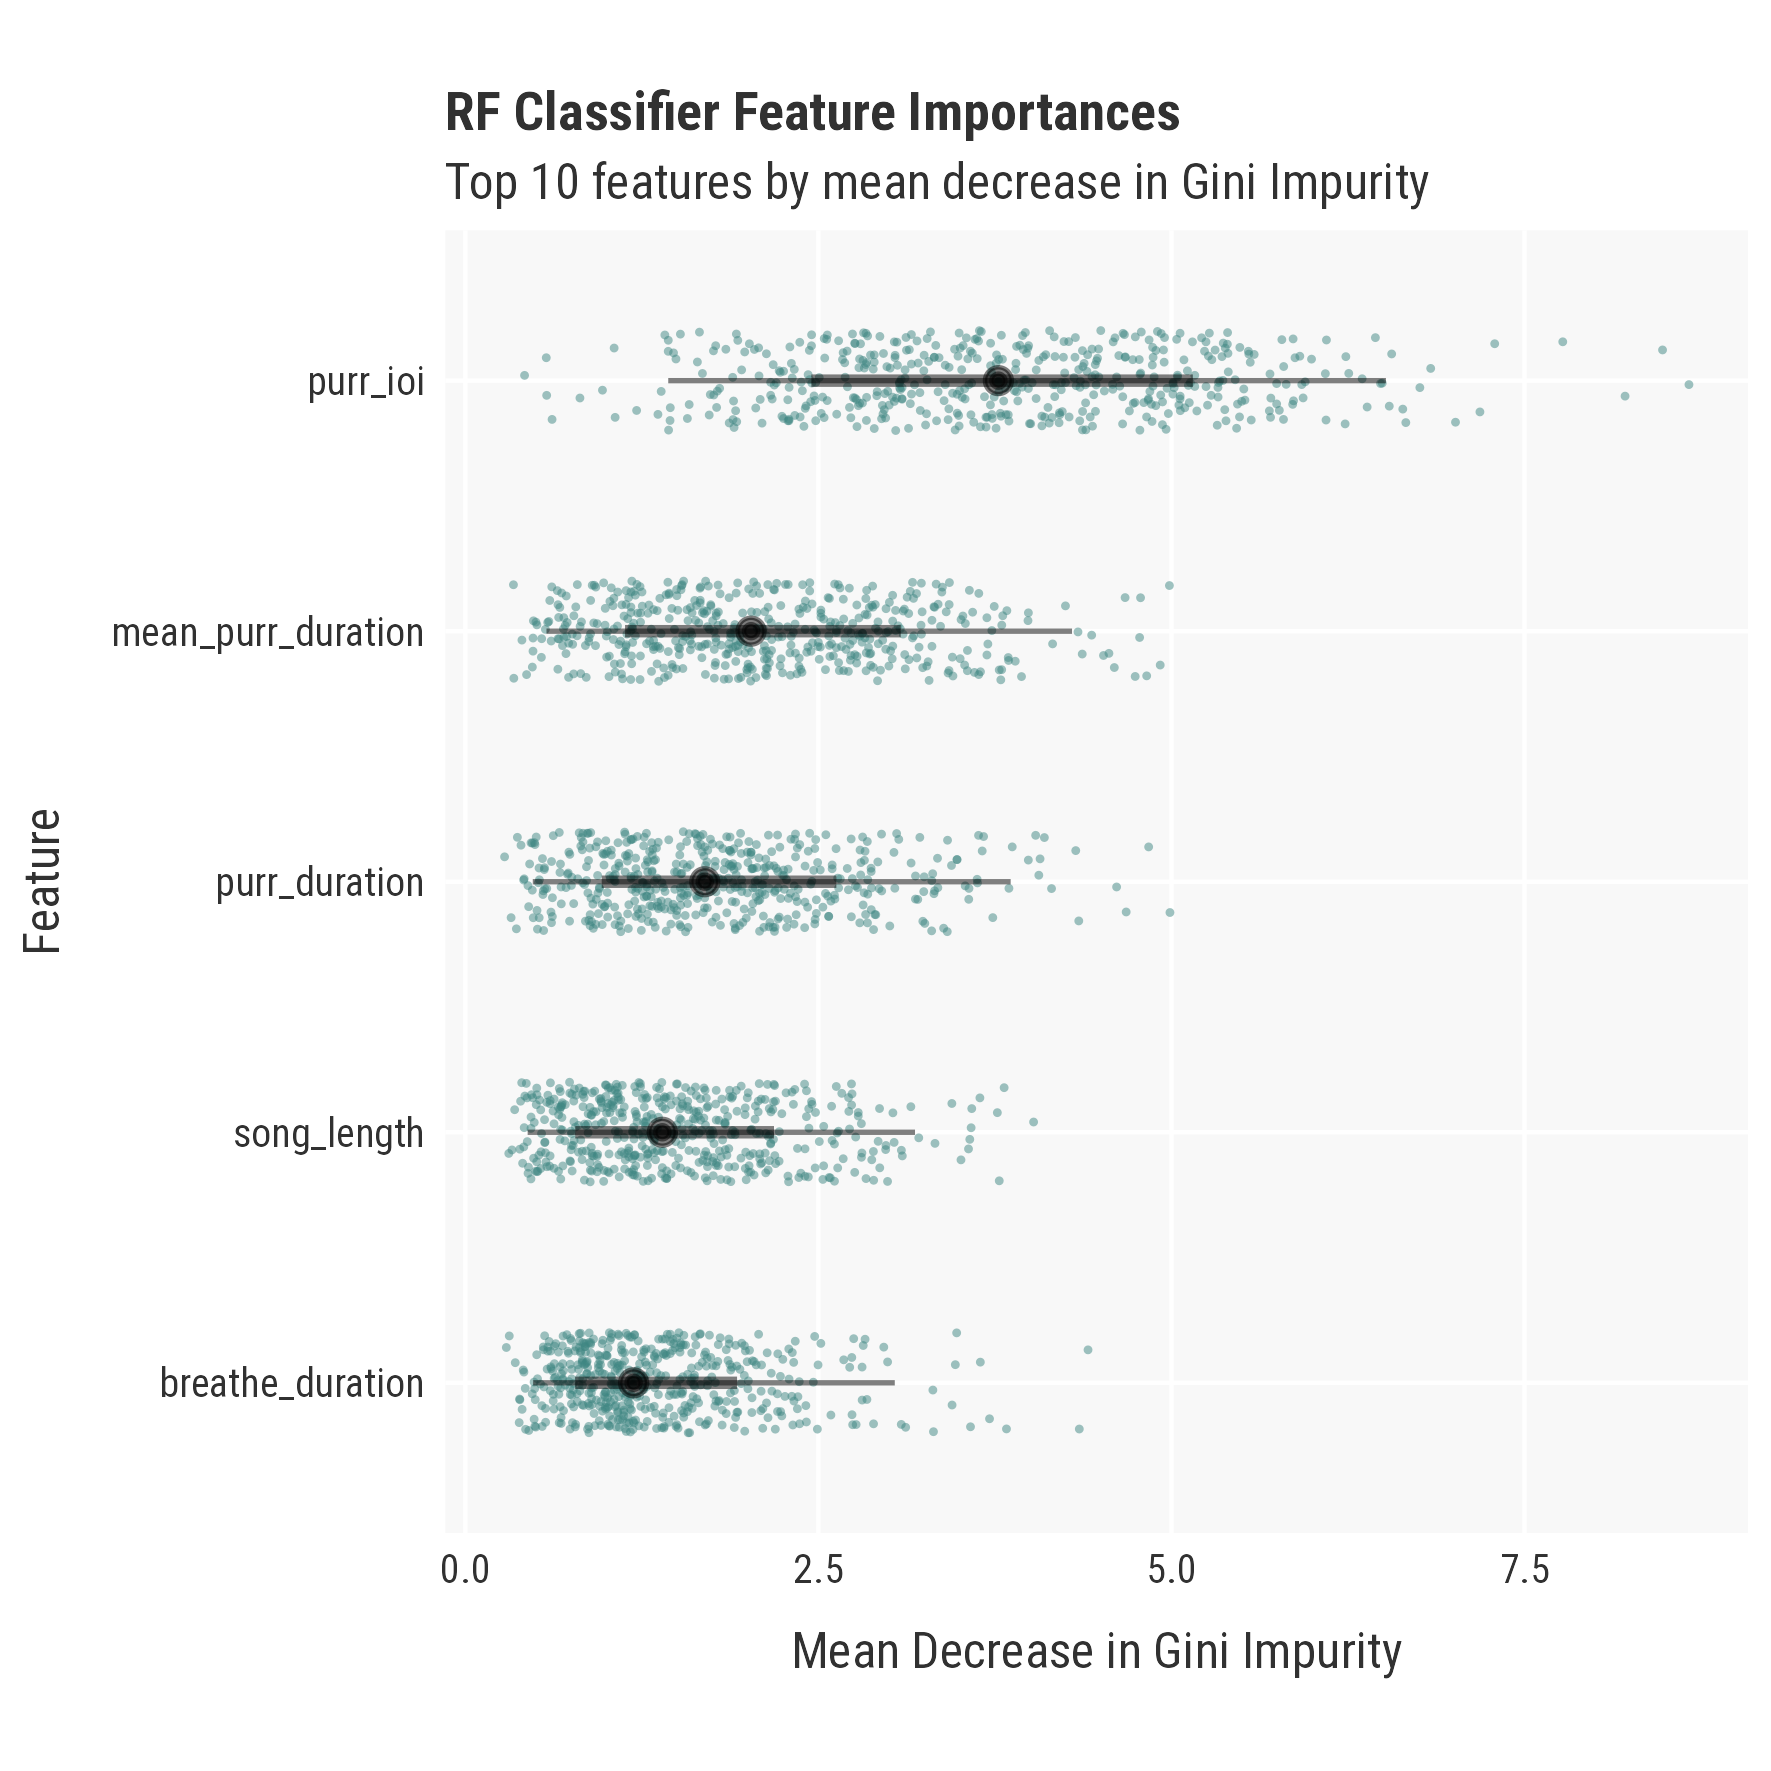 RF Classifier Feature Importances
Top 10 features by mean decrease in Gini Impurity
purr_ioi
mean_purr_duration
purr_duration
song_length
breathe_duration
Feature
0.0
2.5
5.0
7.5
Mean Decrease in Gini Impurity